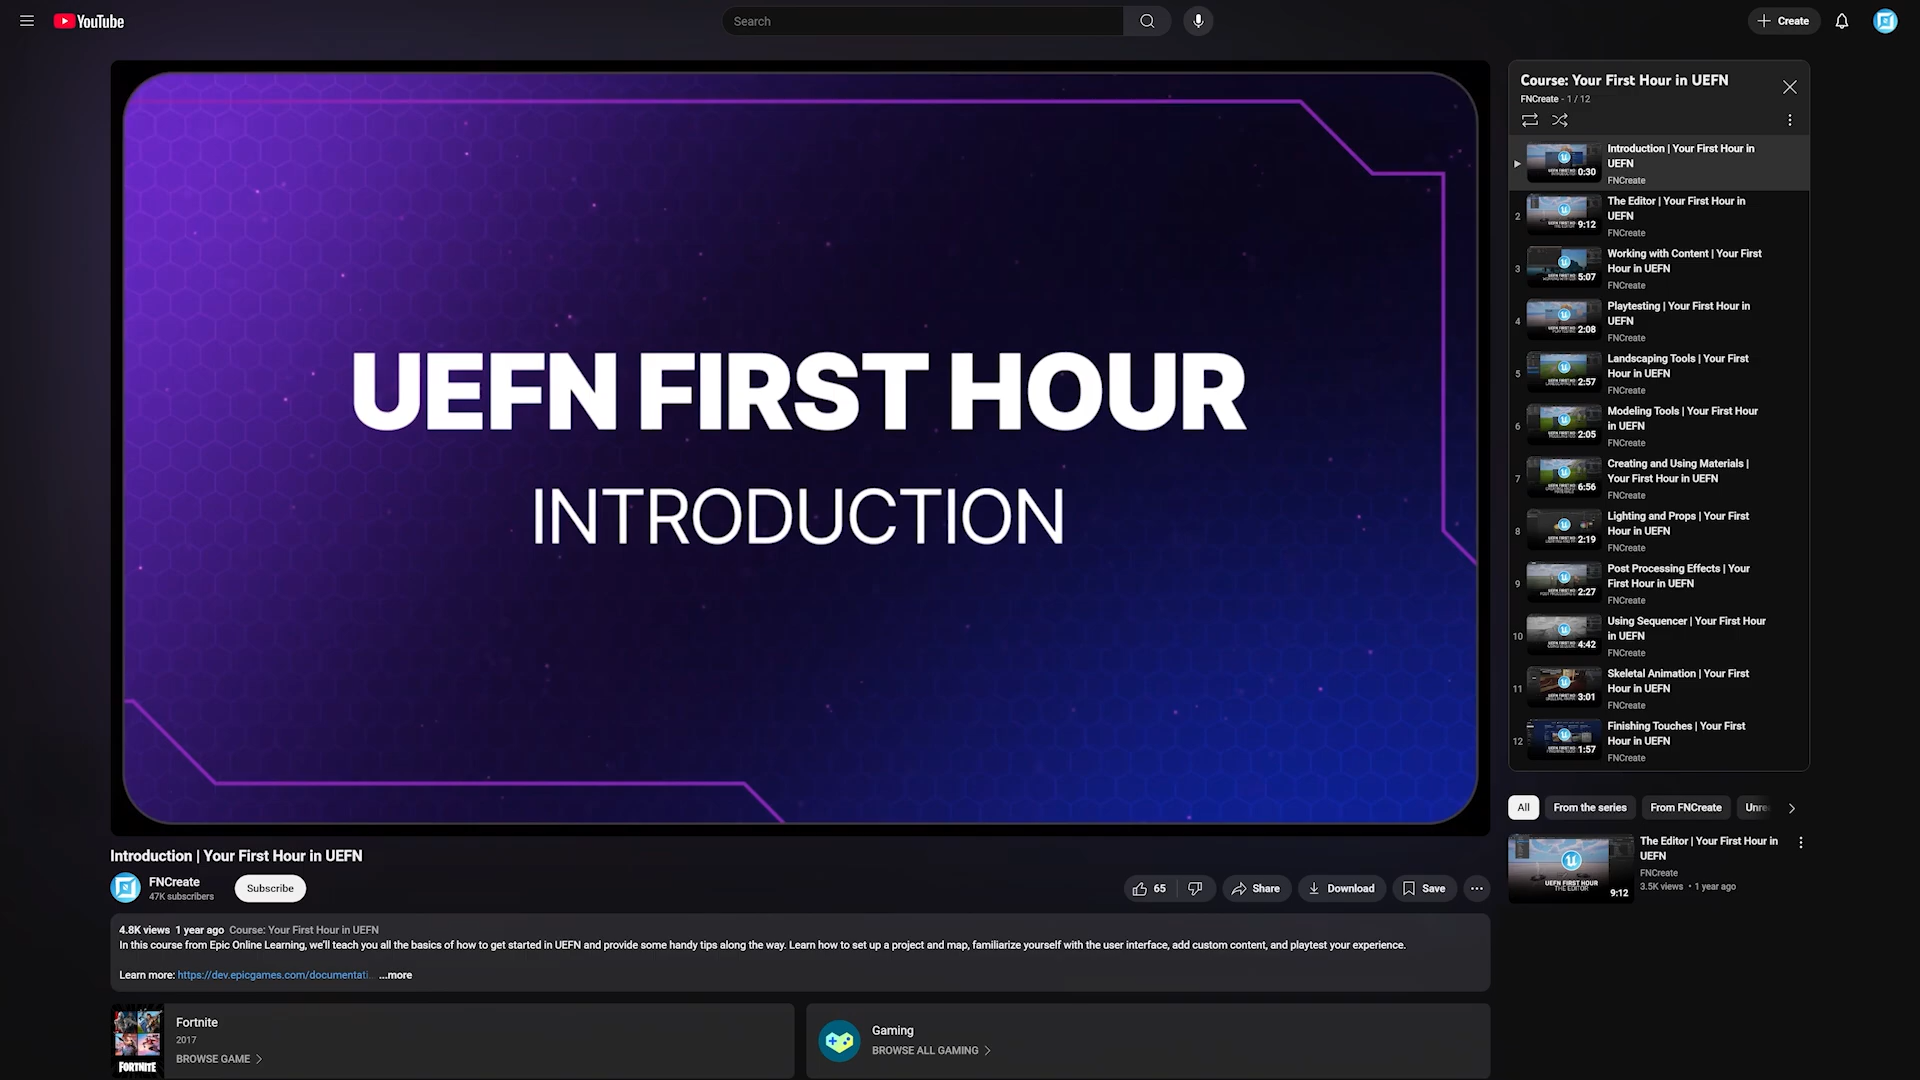 YouTube
Search
Create
UEFN FIRST HOUR
INTRODUCTION
Course: Your First Hour in UEFN
FNCreate - 1 / 12
Introduction | Your First Hour in
UEFN
FNCreate
0:30
2
The Editor | Your First Hour in
UEFN
FNCreate
9:12
3
Working with Content | Your First
Hour in UEFN
FNCreate
5:07
4
Playtesting | Your First Hour in
UEFN
FNCreate
2:08
5
Landscaping Tools | Your First
Hour in UEFN
FNCreate
2:57
6
Modeling Tools | Your First Hour
in UEFN
FNCreate
2:05
7
Creating and Using Materials |
Your First Hour in UEFN
FNCreate
6:56
8
Lighting and Props | Your First
Hour in UEFN
FNCreate
2:19
9
Post Processing Effects | Your
First Hour in UEFN
FNCreate
2:27
10
Using Sequencer | Your First Hour
in UEFN
FNCreate
4:42
11
Skeletal Animation | Your First
Hour in UEFN
FNCreate
3:01
12
Finishing Touches | Your First
Hour in UEFN
FNCreate
1:57
All From the series From FNCreate Unre
UEFN FIRST HOUR
THE EDITOR
9:12
The Editor | Your First Hour in
UEFN
FNCreate
3.5K views • 1 year ago
Introduction | Your First Hour in UEFN
FNCreate
47K subscribers
Subscribe
65
Share
Download
Save
4.8K views 1 year ago Course: Your First Hour in UEFN
In this course from Epic Online Learning, we'll teach you all the basics of how to get started in UEFN and provide some handy tips along the way. Learn how to set up a project and map, familiarize yourself with the user interface, add custom content, and playtest your experience.
Learn more: https://dev.epicgames.com/documentati... ...more
FORTNITE
Fortnite
2017
BROWSE GAME
Gaming
BROWSE ALL GAMING